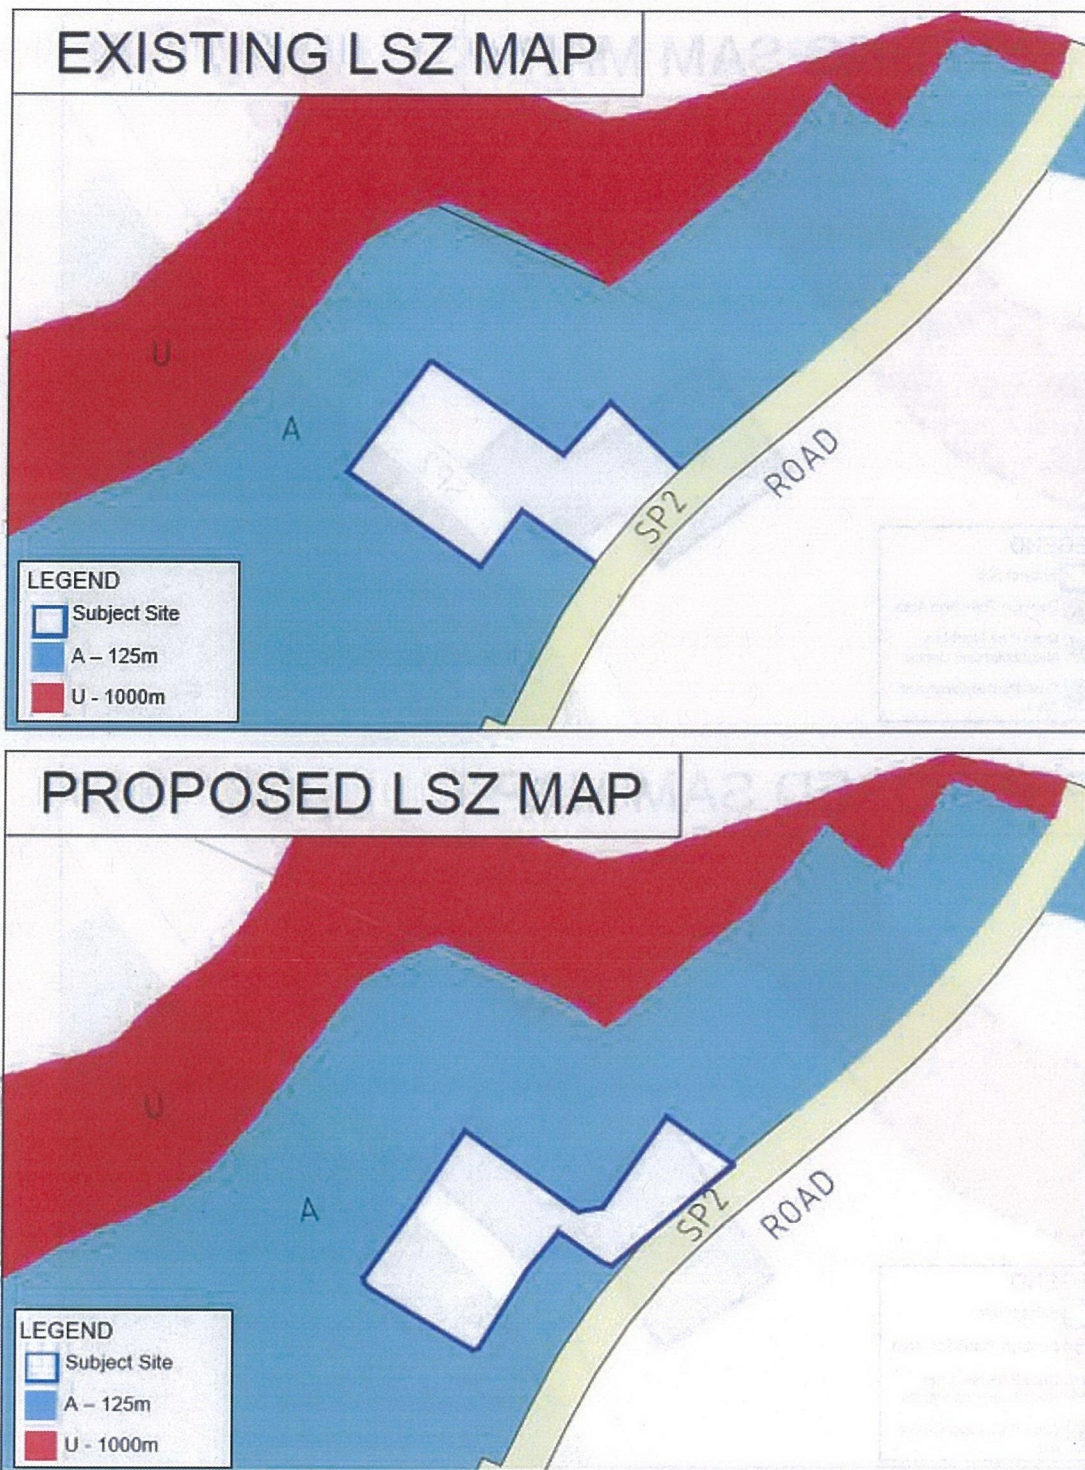 EXISTING LSZ MAP
U
A
SP2
ROAD
LEGEND
Subject Site
A – 125m
U - 1000m
PROPOSED LSZ MAP
U
A
SP2
ROAD
LEGEND
Subject Site
A – 125m
U - 1000m